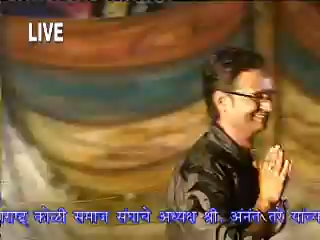 LIVE
ाराष्ट्र कोळी समाज संघाचे अध्यक्ष श्री. अनंत तरे यांच्य